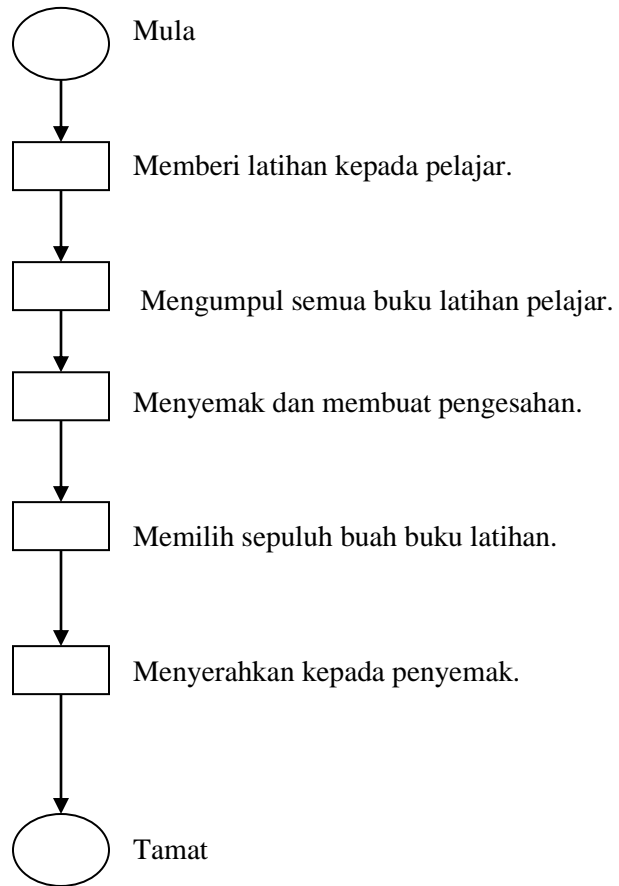 Mula
Memberi latihan kepada pelajar.
Mengumpul semua buku latihan pelajar.
Menyemak dan membuat pengesahan.
Memilih sepuluh buah buku latihan.
Menyerahkan kepada penyemak.
Tamat